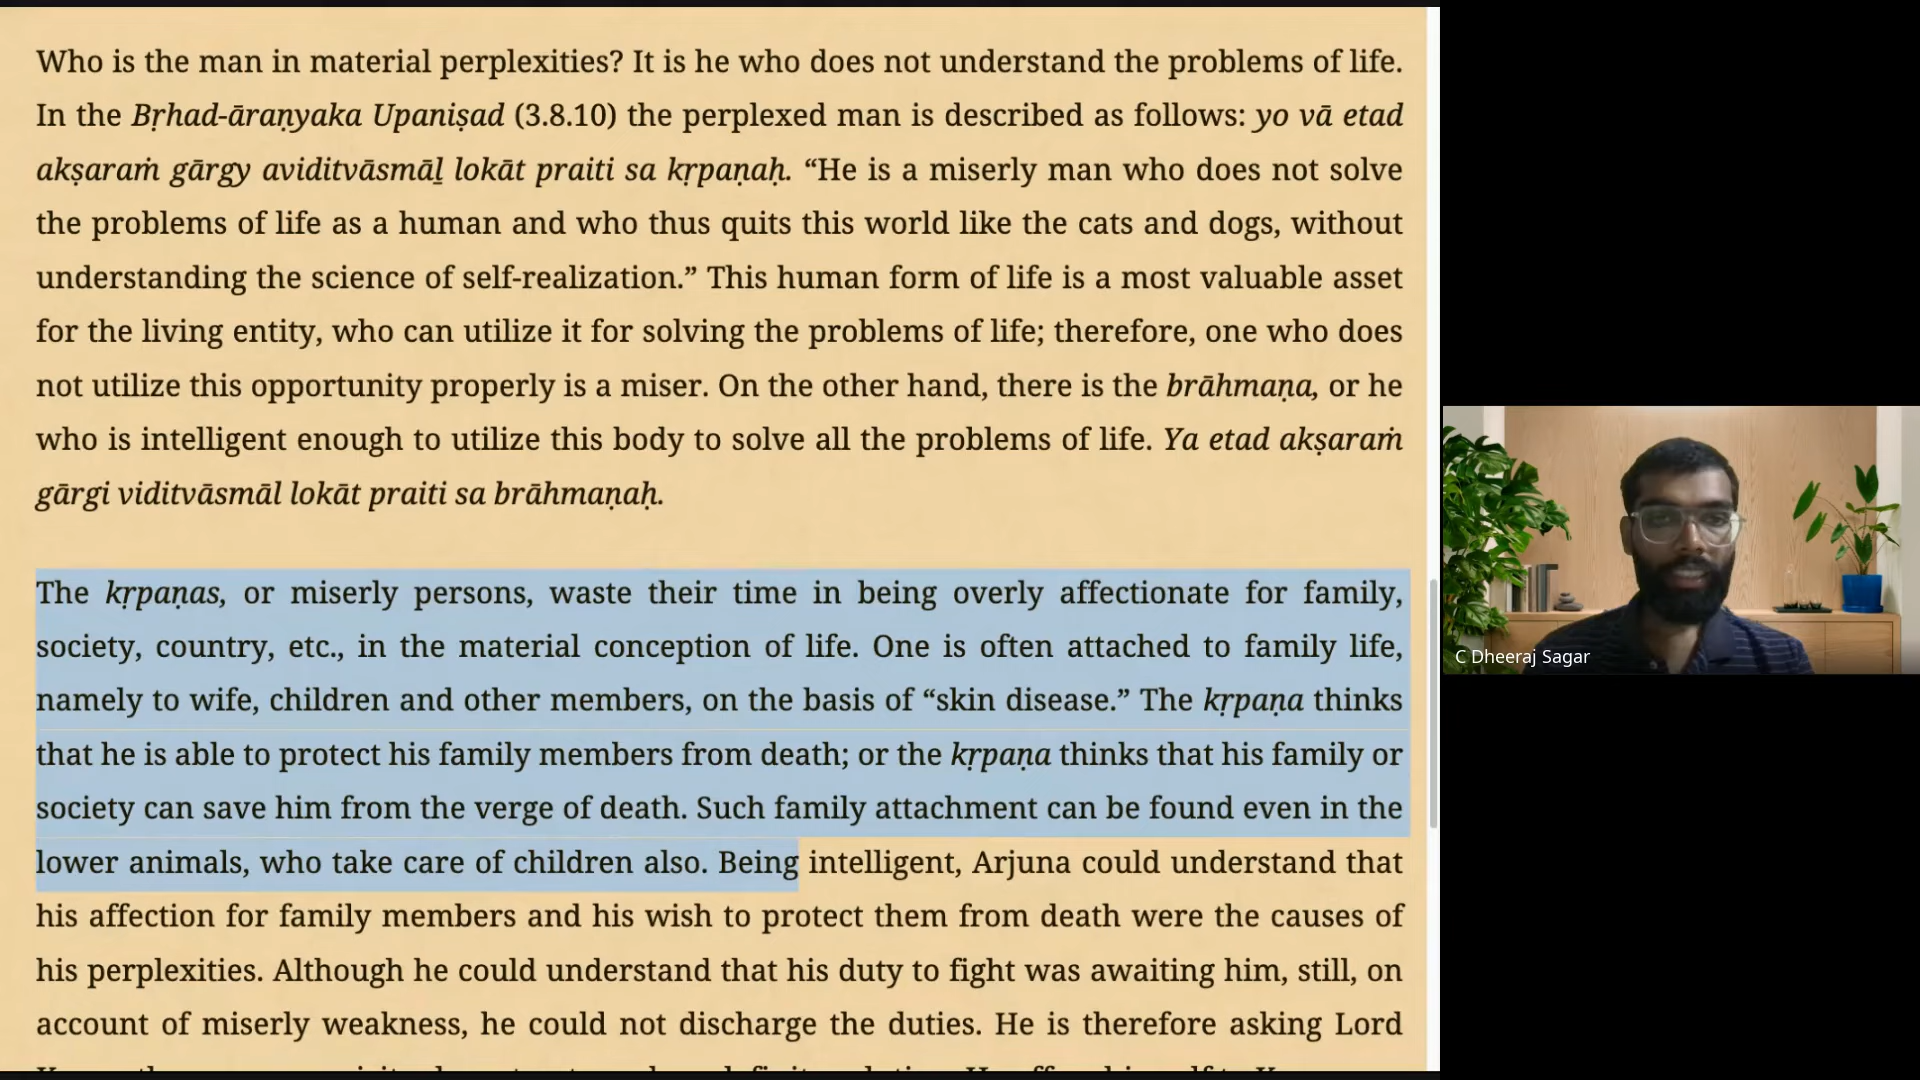 Who is the man in material perplexities? It is he who does not understand the problems of life.
In the Bṛhad-āraṇyaka Upaniṣad (3.8.10) the perplexed man is described as follows: yo vā etad
akṣaraṁ gārgy aviditvāsmāḻ lokāt praiti sa kṛpaṇaḥ. “He is a miserly man who does not solve
the problems of life as a human and who thus quits this world like the cats and dogs, without
understanding the science of self-realization.” This human form of life is a most valuable asset
for the living entity, who can utilize it for solving the problems of life; therefore, one who does
not utilize this opportunity properly is a miser. On the other hand, there is the brāhmaṇa, or he
who is intelligent enough to utilize this body to solve all the problems of life. Ya etad akṣaraṁ
gārgi viditvāsmāl lokāt praiti sa brāhmaṇaḥ.
The kṛpaṇas, or miserly persons, waste their time in being overly affectionate for family,
society, country, etc., in the material conception of life. One is often attached to family life,
namely to wife, children and other members, on the basis of “skin disease.” The kṛpaṇa thinks
that he is able to protect his family members from death; or the kṛpaṇa thinks that his family or
society can save him from the verge of death. Such family attachment can be found even in the
lower animals, who take care of children also. Being intelligent, Arjuna could understand that
his affection for family members and his wish to protect them from death were the causes of
his perplexities. Although he could understand that his duty to fight was awaiting him, still, on
account of miserly weakness, he could not discharge the duties. He is therefore asking Lord
C Dheeraj Sagar